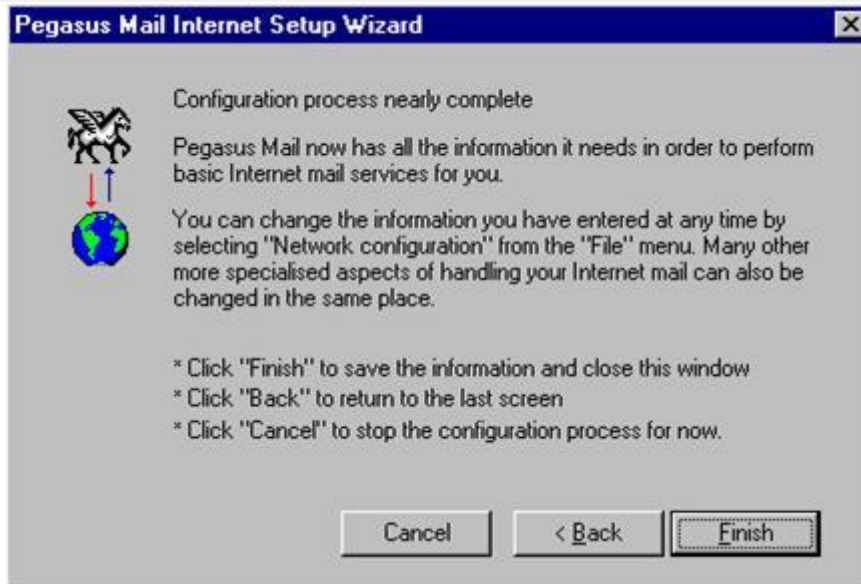 Pegasus Mail Internet Setup Wizard
Configuration process nearly complete
Pegasus Mail now has all the information it needs in order to perform
basic Internet mail services for you.
You can change the information you have entered at any time by
selecting "Network configuration" from the "File" menu. Many other
more specialised aspects of handling your Internet mail can also be
changed in the same place.
* Click "Finish" to save the information and close this window
* Click "Back" to return to the last screen
* Click "Cancel" to stop the configuration process for now.
Cancel < Back Finish